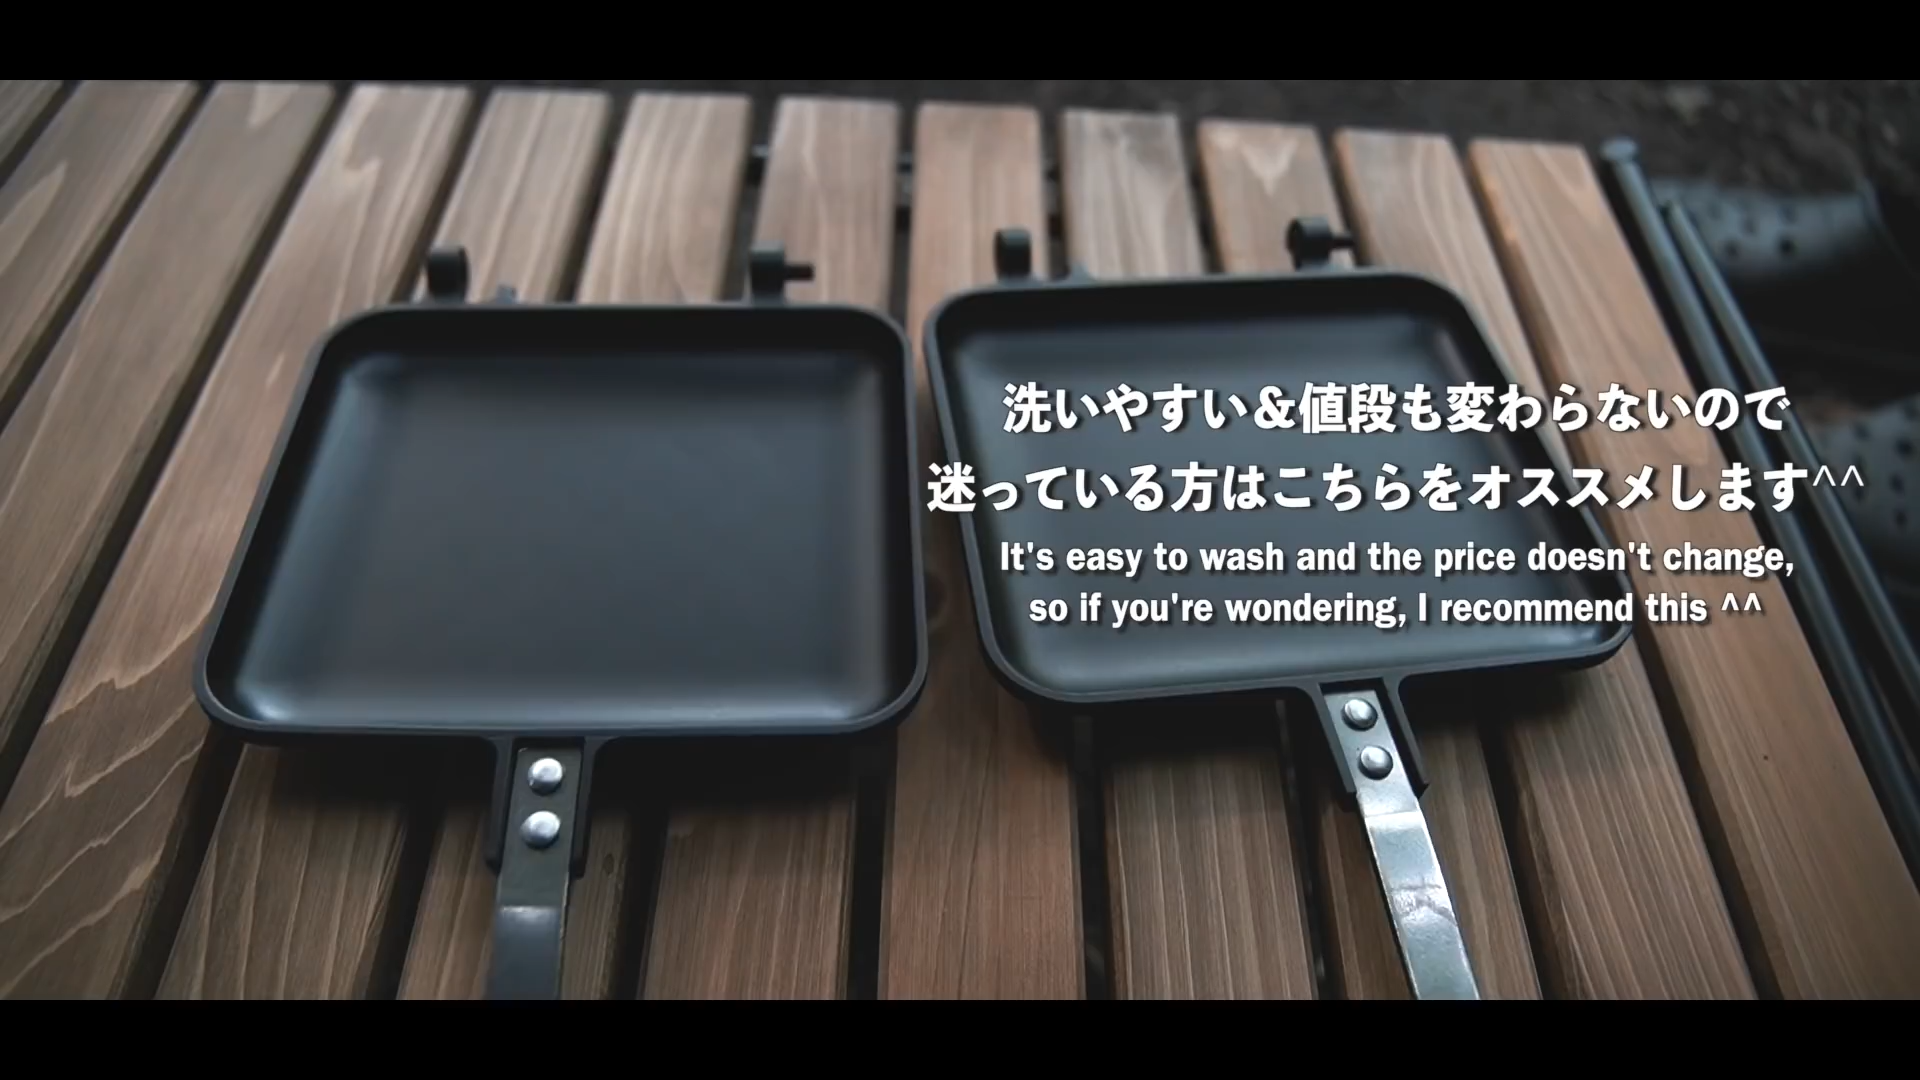 洗いやすい＆値段も変わらないので
迷っている方はこちらをオススメします^^
It's easy to wash and the price doesn't change,
so if you're wondering, I recommend this ^^